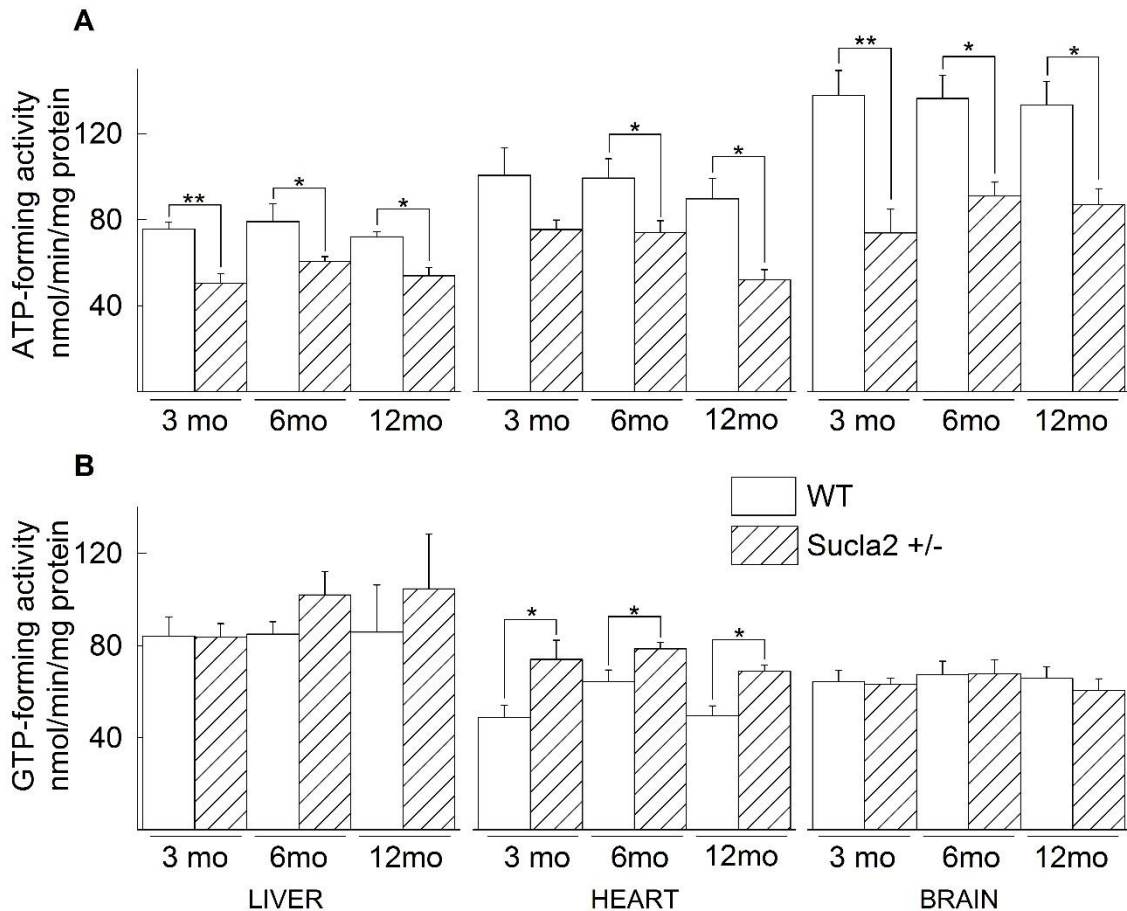 A
ATP-forming activity
nmol/min/mg protein
120
80
40
** * * * * ** * *
3 mo 6mo 12mo 3 mo 6mo 12mo 3 mo 6mo 12mo
B
GTP-forming activity
nmol/min/mg protein
WT
Sucla2 +/-
120
80
40
* * *
3 mo 6mo 12mo 3 mo 6mo 12mo 3 mo 6mo 12mo
LIVER HEART BRAIN